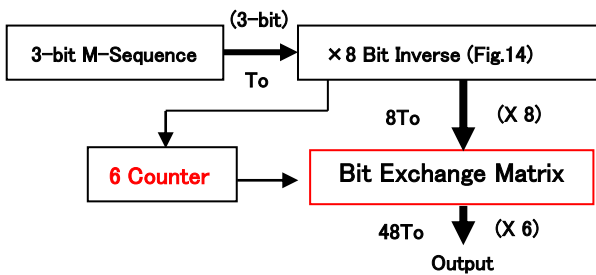 (3-bit)
3-bit M-Sequence
×8 Bit Inverse (Fig.14)
To
8To
(X 8)
6 Counter
Bit Exchange Matrix
48To
(X 6)
Output